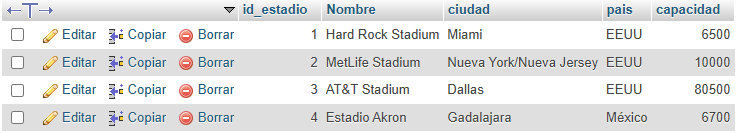 id_estadio Nombre ciudad pais capacidad
Editar Copiar Borrar 1 Hard Rock Stadium Miami EEUU 6500
Editar Copiar Borrar 2 MetLife Stadium Nueva York/Nueva Jersey EEUU 10000
Editar Copiar Borrar 3 AT&T Stadium Dallas EEUU 80500
Editar Copiar Borrar 4 Estadio Akron Gadalajara México 6700